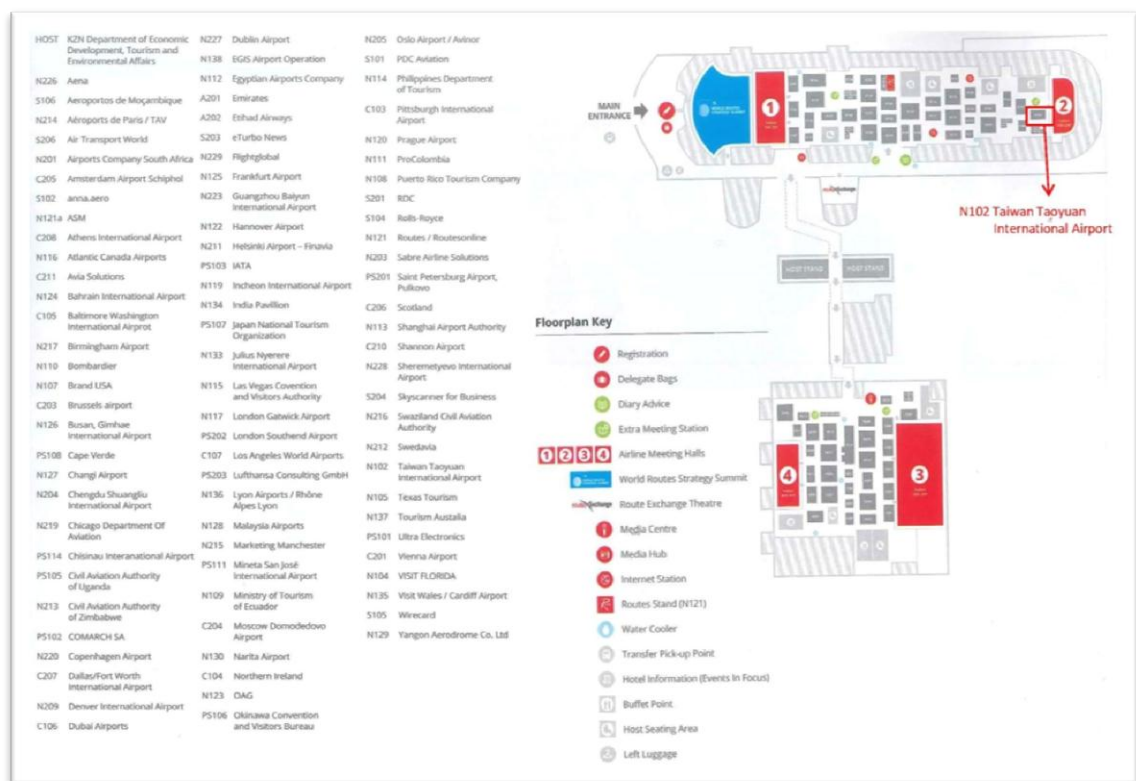 HOST KZN Department of Economic
Development, Tourism and
Environmental Affairs
N226 Aena
S106 Aeroportos de Moçambique
N214 Aéroports de Paris / TAV
S206 Air Transport World
N201 Airports Company South Africa
C205 Amsterdam Airport Schiphol
S102 anna.aero
N121a ASM
C208 Athens International Airport
N116 Atlantic Canada Airports
C211 Avia Solutions
N124 Bahrain International Airport
C105 Baltimore Washington
International Airprot
N217 Birmingham Airport
N110 Bombardier
N107 Brand USA
C203 Brussels airport
N126 Busan, Gimhae
International Airport
PS108 Cape Verde
N127 Changi Airport
N204 Chengdu Shuangliu
International Airport
N219 Chicago Department Of
Aviation
PS114 Chisinau Interanational Airport
PS105 Civil Aviation Authority
of Uganda
N213 Civil Aviation Authority
of Zimbabwe
PS102 COMARCH SA
N220 Copenhagen Airport
C207 Dallas/Fort Worth
International Airport
N209 Denver International Airport
C106 Dubai Airports
N227 Dublin Airport
N138 EGIS Airport Operation
N112 Egyptian Airports Company
A201 Emirates
A202 Etihad Airways
S203 eTurbo News
N229 Flightglobal
N125 Frankfurt Airport
N223 Guangzhou Baiyun
International Airport
N122 Hannover Airport
N211 Helsinki Airport – Finavia
PS103 IATA
N119 Incheon International Airport
N134 India Pavillion
PS107 Japan National Tourism
Organization
N133 Julius Nyerere
International Airport
N115 Las Vegas Covention
and Visitors Authority
N117 London Gatwick Airport
PS202 London Southend Airport
C107 Los Angeles World Airports
PS203 Lufthansa Consulting GmbH
N136 Lyon Airports / Rhône
Alpes Lyon
N128 Malaysia Airports
N215 Marketing Manchester
PS111 Mineta San José
International Airport
N109 Ministry of Tourism
of Ecuador
C204 Moscow Domodedovo
Airport
N130 Narita Airport
C104 Northern Ireland
N123 OAG
PS106 Okinawa Convention
and Visitors Bureau
N205 Oslo Airport / Avinor
S101 PDC Aviation
N114 Philippines Department
of Tourism
C103 Pittsburgh International
Airport
N120 Prague Airport
N111 ProColombia
N108 Puerto Rico Tourism Company
S201 RDC
S104 Rolls-Royce
N121 Routes / Routesonline
N203 Sabre Airline Solutions
PS201 Saint Petersburg Airport,
Pulkovo
C206 Scotland
N113 Shanghai Airport Authority
C210 Shannon Airport
N228 Sheremetyevo International
Airport
S204 Skyscanner for Business
N216 Swaziland Civil Aviation
Authority
N212 Swedavia
N102 Taiwan Taoyuan
International Airport
N105 Texas Tourism
N137 Tourism Austalia
PS101 Ultra Electronics
C201 Vienna Airport
N104 VISIT FLORIDA
N135 Visit Wales / Cardiff Airport
S105 Wirecard
N129 Yangon Aerodrome Co. Ltd
MAIN
ENTRANCE
1
2
N102 Taiwan Taoyuan
International Airport
HOST STAND HOST STAND
4
3
Floorplan Key
Registration
Delegate Bags
Diary Advice
Extra Meeting Station
1 2 3 4 Airline Meeting Halls
World Routes Strategy Summit
Route Exchange Theatre
Media Centre
Media Hub
Internet Station
Routes Stand (N121)
Water Cooler
Transfer Pick-up Point
Hotel Information (Events In Focus)
Buffet Point
Host Seating Area
Left Luggage